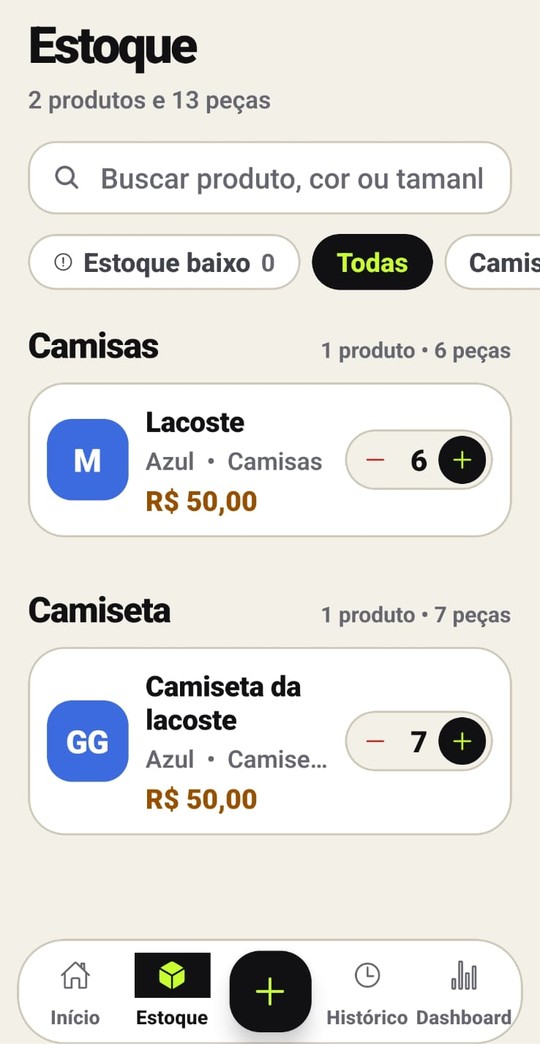 Estoque
2 produtos e 13 peças
Buscar produto, cor ou tamanl
Estoque baixo 0 Todas Camis
Camisas 1 produto • 6 peças
M
Lacoste
Azul • Camisas
R$ 50,00
− 6 +
Camiseta 1 produto • 7 peças
GG
Camiseta da
lacoste
Azul • Camise...
R$ 50,00
− 7 +
+
Início Estoque Histórico Dashboard